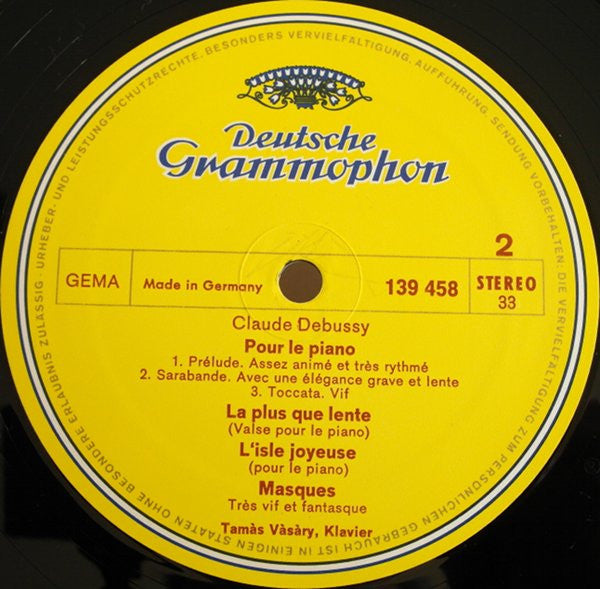 URHEBER- UND LEISTUNGSSCHUTZRECHTE, BESONDERS VERVIELFÄLTIGUNG, AUFFÜHRUNG, SENDUNG VORBEHALTEN · DIE VERVIELFÄLTIGUNG ZUM PERSÖNLICHEN GEBRAUCH IST IN EINIGEN STAATEN OHNE BESONDERE ERLAUBNIS ZULÄSSIG ·
Deutsche
Grammophon
2
GEMA
Made in Germany
139 458
STEREO
33
Claude Debussy
Pour le piano
1. Prélude. Assez animé et très rythmé
2. Sarabande. Avec une élégance grave et lente
3. Toccata. Vif
La plus que lente
(Valse pour le piano)
L'isle joyeuse
(pour le piano)
Masques
Très vif et fantasque
Tamàs Vàsàry, Klavier